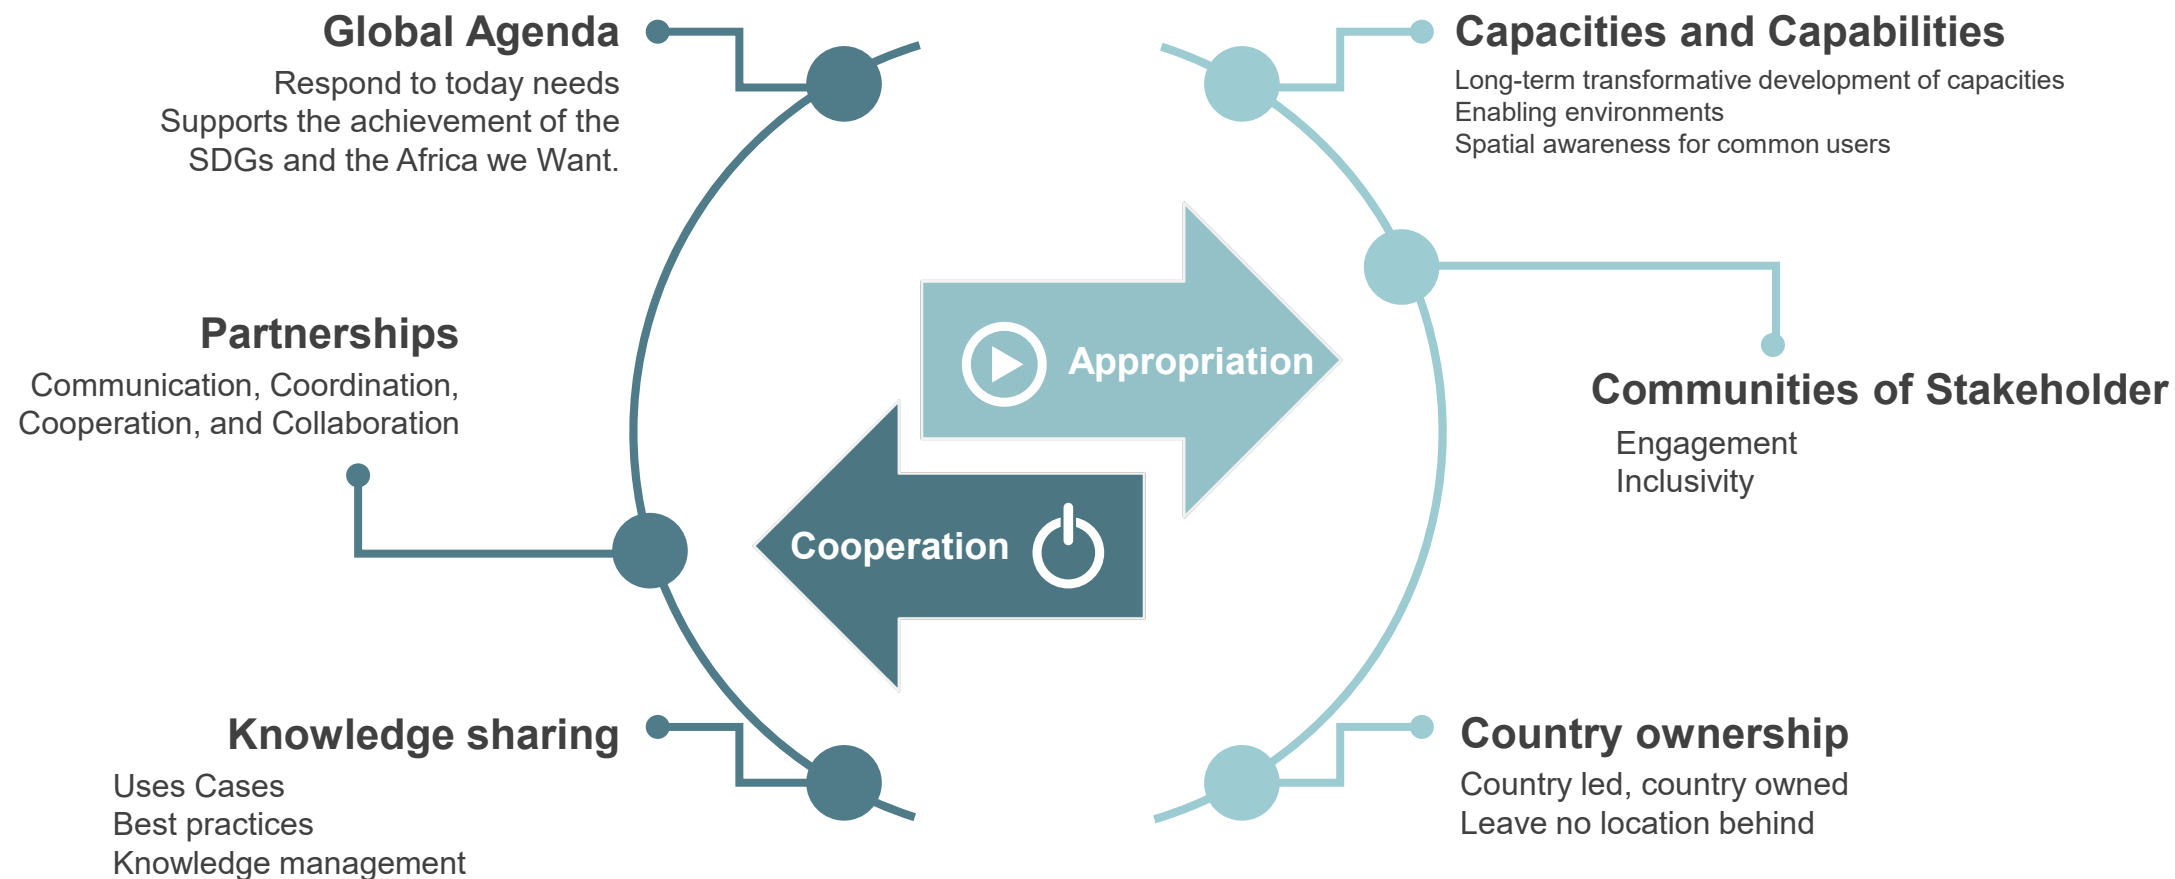 Global Agenda
Respond to today needs
Supports the achievement of the
SDGs and the Africa we Want.
Partnerships
Communication, Coordination,
Cooperation, and Collaboration
Knowledge sharing
Uses Cases
Best practices
Knowledge management
Appropriation
Cooperation
Capacities and Capabilities
Long-term transformative development of capacities
Enabling environments
Spatial awareness for common users
Communities of Stakeholder
Engagement
Inclusivity
Country ownership
Country led, country owned
Leave no location behind